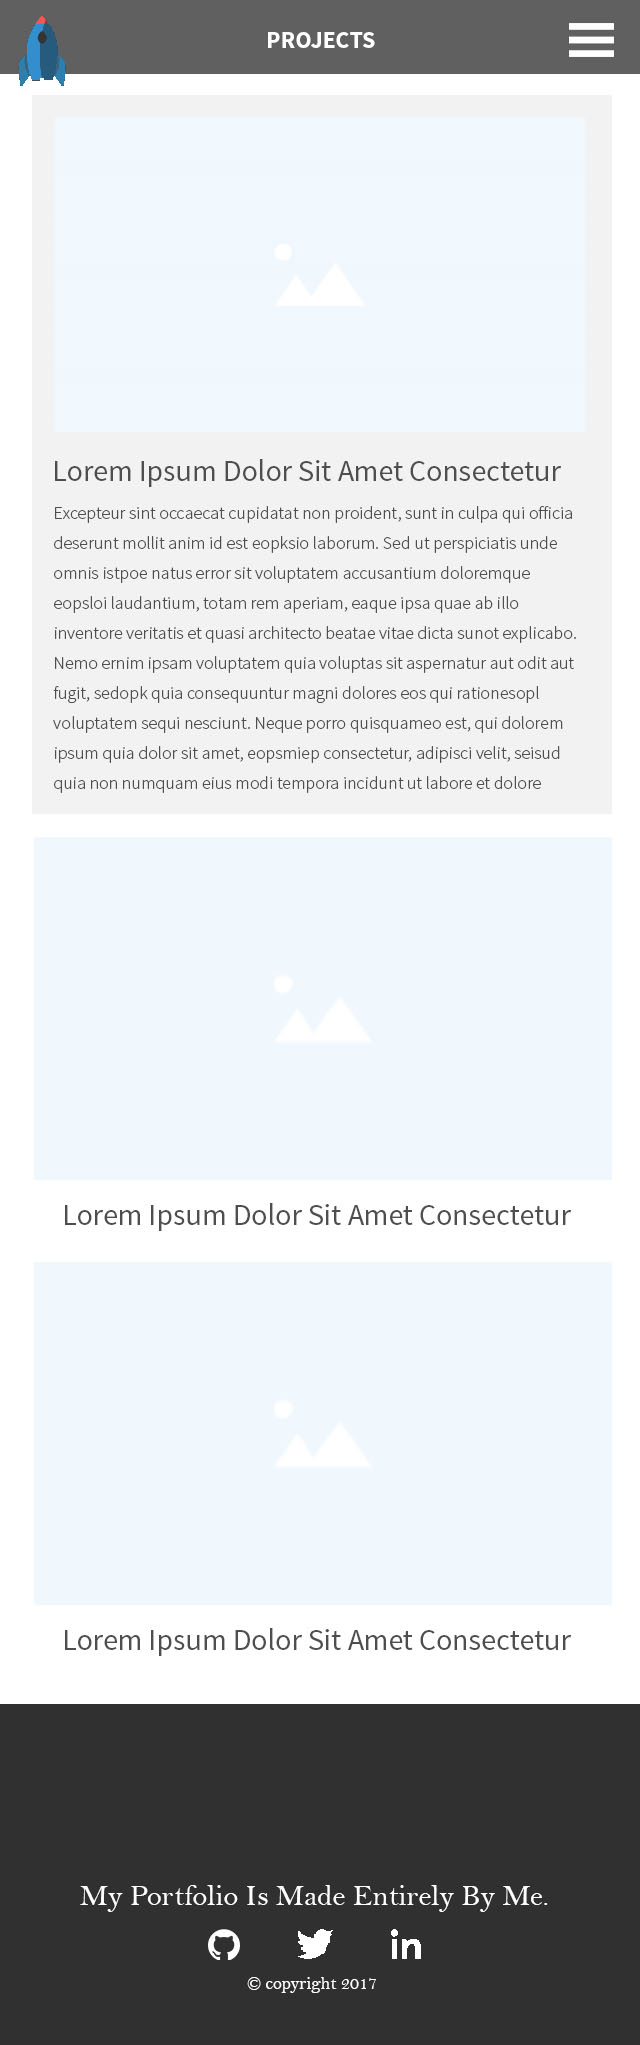 PROJECTS
Lorem Ipsum Dolor Sit Amet Consectetur
Excepteur sint occaecat cupidatat non proident, sunt in culpa qui officia
deserunt mollit anim id est eopksio laborum. Sed ut perspiciatis unde
omnis istpoe natus error sit voluptatem accusantium doloremque
eopsloi laudantium, totam rem aperiam, eaque ipsa quae ab illo
inventore veritatis et quasi architecto beatae vitae dicta sunot explicabo.
Nemo ernim ipsam voluptatem quia voluptas sit aspernatur aut odit aut
fugit, sedopk quia consequuntur magni dolores eos qui rationesopl
voluptatem sequi nesciunt. Neque porro quisquameo est, qui dolorem
ipsum quia dolor sit amet, eopsmiep consectetur, adipisci velit, seisud
quia non numquam eius modi tempora incidunt ut labore et dolore
Lorem Ipsum Dolor Sit Amet Consectetur
Lorem Ipsum Dolor Sit Amet Consectetur
My Portfolio Is Made Entirely By Me.
in
© copyright 2017